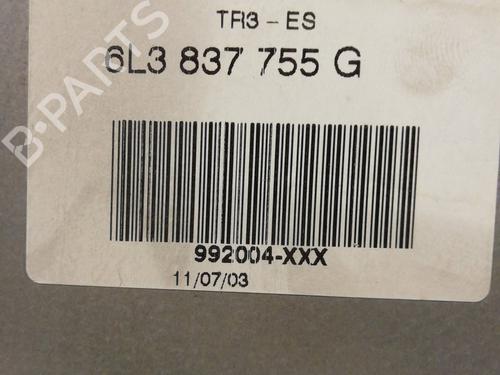 TR3 - ES
6L3 837 755 G
B-PARTS
992004-XXX
11/07/03